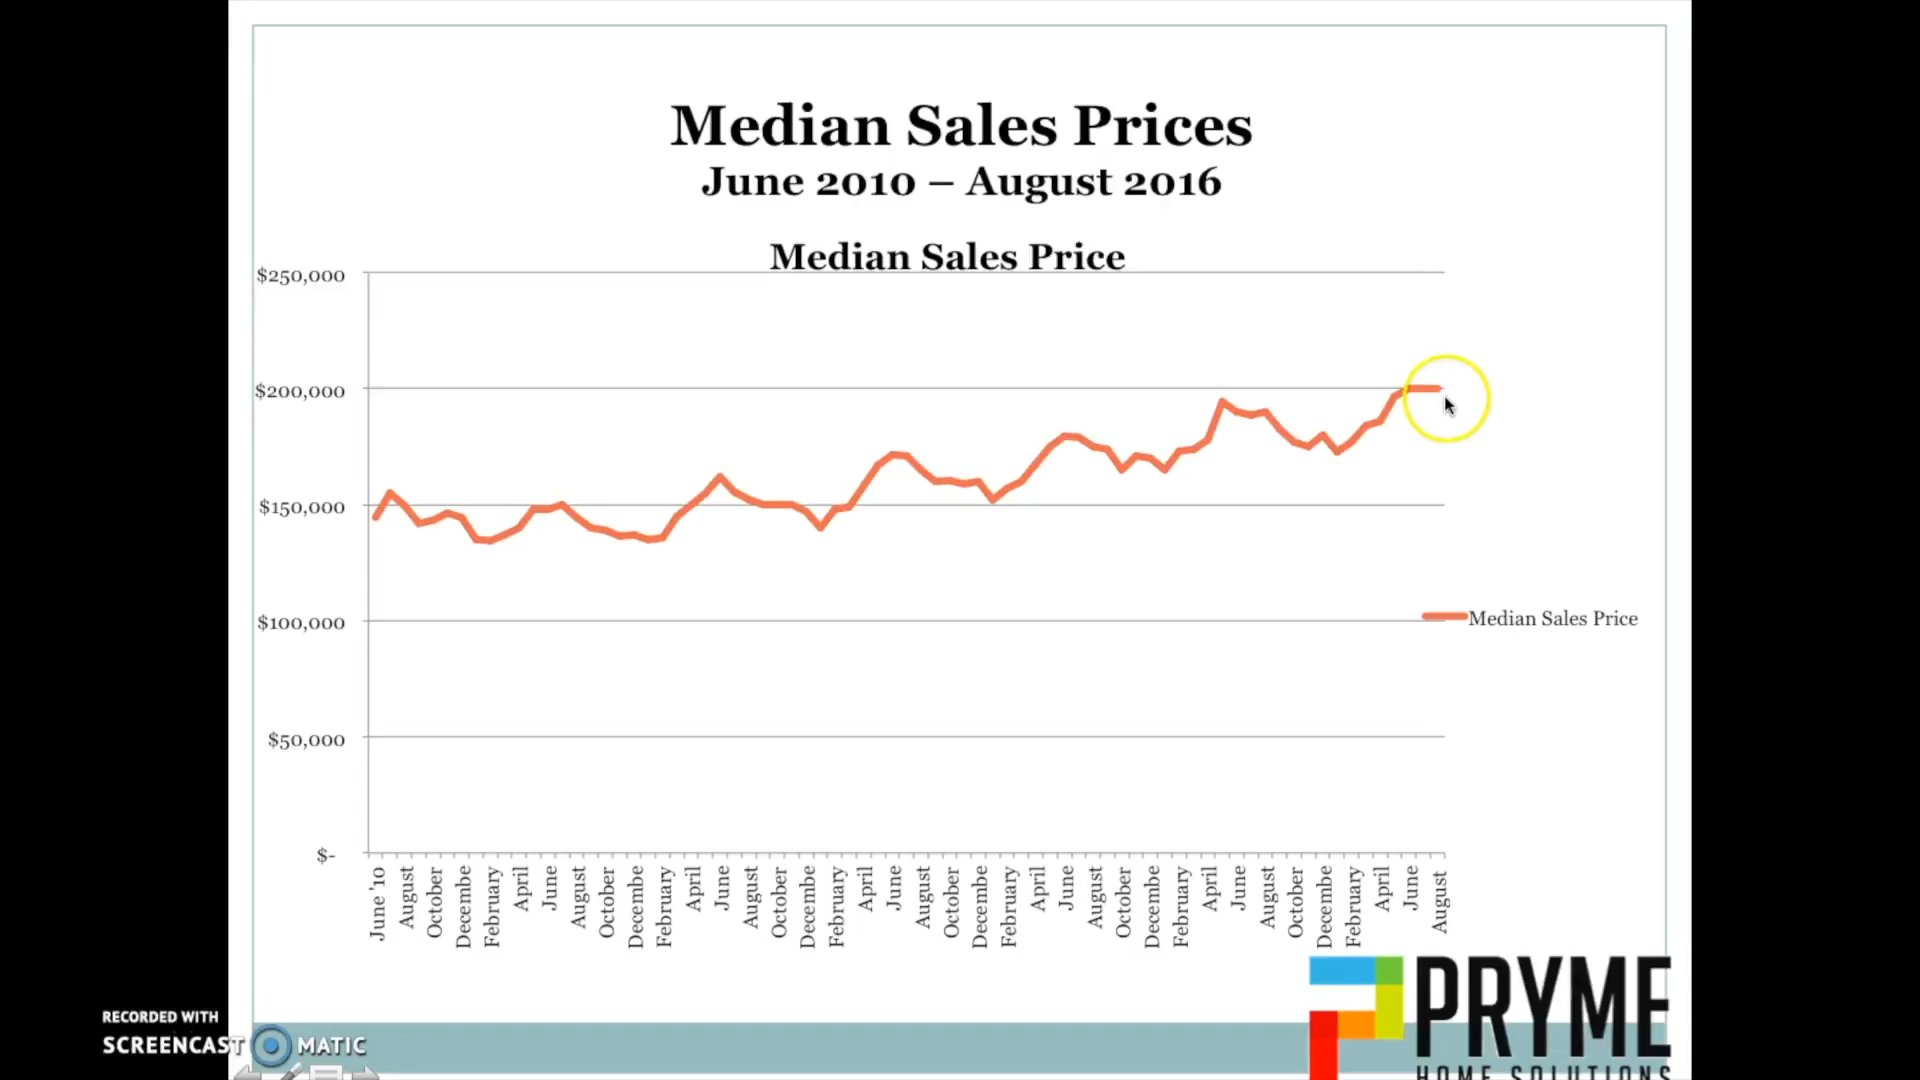 Median Sales Prices
June 2010 – August 2016
Median Sales Price
$250,000
$200,000
$150,000
$100,000
$50,000
$-
Median Sales Price
June '10
August
October
Decembe
February
April
June
August
October
Decembe
February
April
June
August
October
Decembe
February
April
June
August
October
Decembe
February
April
June
August
October
Decembe
February
April
June
August
October
Decembe
February
April
June
August
RECORDED WITH
SCREENCAST MATIC
PRYME
HOME SOLUTIONS